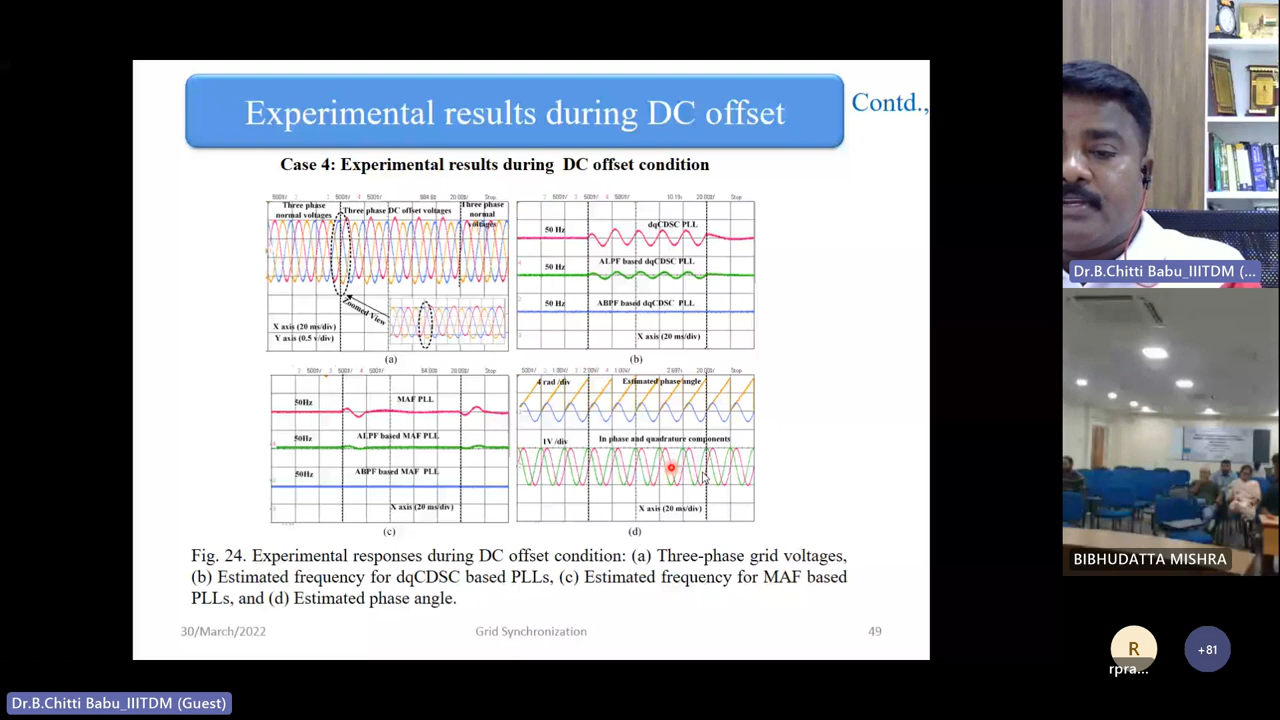 Experimental results during DC offset
Contd.,
Case 4: Experimental results during DC offset condition
Three phase
normal voltages
Three phase DC offset voltages
Three phase
normal
voltages
Zoomed View
X axis (20 ms/div)
Y axis (0.5 v/div)
(a)
50 Hz
dqCDSC PLL
50 Hz
ALPF based dqCDSC PLL
50 Hz
ABPF based dqCDSC PLL
X axis (20 ms/div)
(b)
50Hz
MAF PLL
50Hz
ALPF based MAF PLL
50Hz
ABPF based MAF PLL
X axis (20 ms/div)
(c)
4 rad /div
Estimated phase angle
1V /div
In phase and quadrature components
X axis (20 ms/div)
(d)
Fig. 24. Experimental responses during DC offset condition: (a) Three-phase grid voltages,
(b) Estimated frequency for dqCDSC based PLLs, (c) Estimated frequency for MAF based
PLLs, and (d) Estimated phase angle.
30/March/2022
Grid Synchronization
49
Dr.B.Chitti Babu_IIITDM (...
BIBHUDATTA MISHRA
R
rpra...
+81
Dr.B.Chitti Babu_IIITDM (Guest)